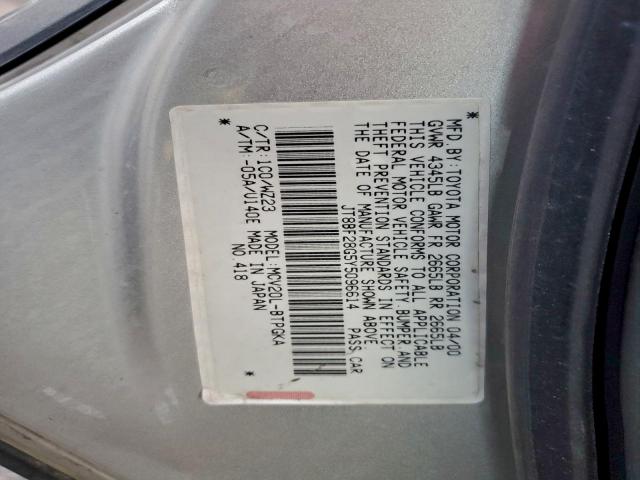 MFD. BY: TOYOTA MOTOR CORPORATION 04/00
GVWR 4345LB GAWR FR 2665LB RR 2665LB
THIS VEHICLE CONFORMS TO ALL APPLICABLE
FEDERAL MOTOR VEHICLE SAFETY, BUMPER, AND
THEFT PREVENTION STANDARDS IN EFFECT ON
THE DATE OF MANUFACTURE SHOWN ABOVE.
JT8BF28G5Y5096614 PASS. CAR
C/TR: 1C0/WZ23 MODEL: MCV20L-BTPGKA
A/TM: -05A/U140E MADE IN JAPAN
NO. 418